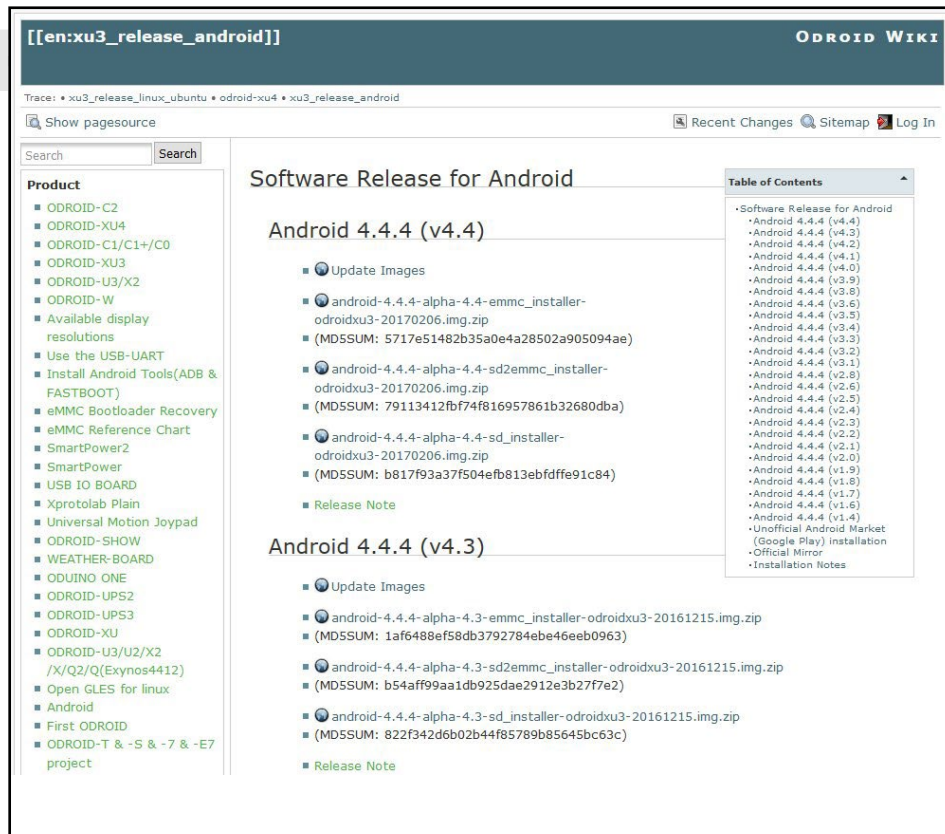 [[en:xu3_release_android]]
ODROID WIKI
Trace: • xu3_release_linux_ubuntu • odroid-xu4 • xu3_release_android
Show pagesource
Recent Changes Sitemap Log In
Search Search
Product
ODROID-C2
ODROID-XU4
ODROID-C1/C1+/C0
ODROID-XU3
ODROID-U3/X2
ODROID-W
Available display
resolutions
Use the USB-UART
Install Android Tools(ADB &
FASTBOOT)
eMMC Bootloader Recovery
eMMC Reference Chart
SmartPower2
SmartPower
USB IO BOARD
Xprotolab Plain
Universal Motion Joypad
ODROID-SHOW
WEATHER-BOARD
ODUINO ONE
ODROID-UPS2
ODROID-UPS3
ODROID-XU
ODROID-U3/U2/X2
/X/Q2/Q(Exynos4412)
Open GLES for linux
Android
First ODROID
ODROID-T & -S & -7 & -E7
project
Software Release for Android
Android 4.4.4 (v4.4)
Update Images
android-4.4.4-alpha-4.4-emmc_installer-
odroidxu3-20170206.img.zip
(MD5SUM: 5717e51482b35a0e4a28502a905094ae)
android-4.4.4-alpha-4.4-sd2emmc_installer-
odroidxu3-20170206.img.zip
(MD5SUM: 79113412fbf74f816957861b32680dba)
android-4.4.4-alpha-4.4-sd_installer-
odroidxu3-20170206.img.zip
(MD5SUM: b817f93a37f504efb813ebfdffe91c84)
Release Note
Android 4.4.4 (v4.3)
Update Images
android-4.4.4-alpha-4.3-emmc_installer-odroidxu3-20161215.img.zip
(MD5SUM: 1af6488ef58db3792784ebe46eeb0963)
android-4.4.4-alpha-4.3-sd2emmc_installer-odroidxu3-20161215.img.zip
(MD5SUM: b54aff99aa1db925dae2912e3b27f7e2)
android-4.4.4-alpha-4.3-sd_installer-odroidxu3-20161215.img.zip
(MD5SUM: 822f342d6b02b44f85789b85645bc63c)
Release Note
Table of Contents
Software Release for Android
Android 4.4.4 (v4.4)
Android 4.4.4 (v4.3)
Android 4.4.4 (v4.2)
Android 4.4.4 (v4.1)
Android 4.4.4 (v4.0)
Android 4.4.4 (v3.9)
Android 4.4.4 (v3.8)
Android 4.4.4 (v3.6)
Android 4.4.4 (v3.5)
Android 4.4.4 (v3.4)
Android 4.4.4 (v3.3)
Android 4.4.4 (v3.2)
Android 4.4.4 (v3.1)
Android 4.4.4 (v2.8)
Android 4.4.4 (v2.6)
Android 4.4.4 (v2.5)
Android 4.4.4 (v2.4)
Android 4.4.4 (v2.3)
Android 4.4.4 (v2.2)
Android 4.4.4 (v2.1)
Android 4.4.4 (v2.0)
Android 4.4.4 (v1.9)
Android 4.4.4 (v1.8)
Android 4.4.4 (v1.7)
Android 4.4.4 (v1.6)
Android 4.4.4 (v1.4)
Unofficial Android Market
(Google Play) installation
Official Mirror
Installation Notes